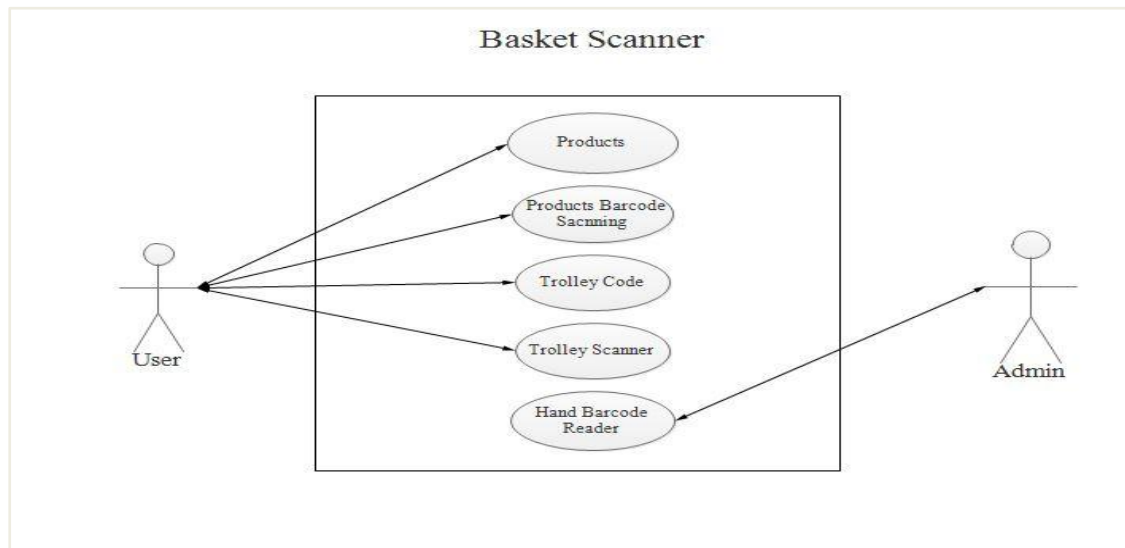 Basket Scanner
Products
Products Barcode
Sacnning
Trolley Code
Trolley Scanner
Hand Barcode
Reader
User
Admin